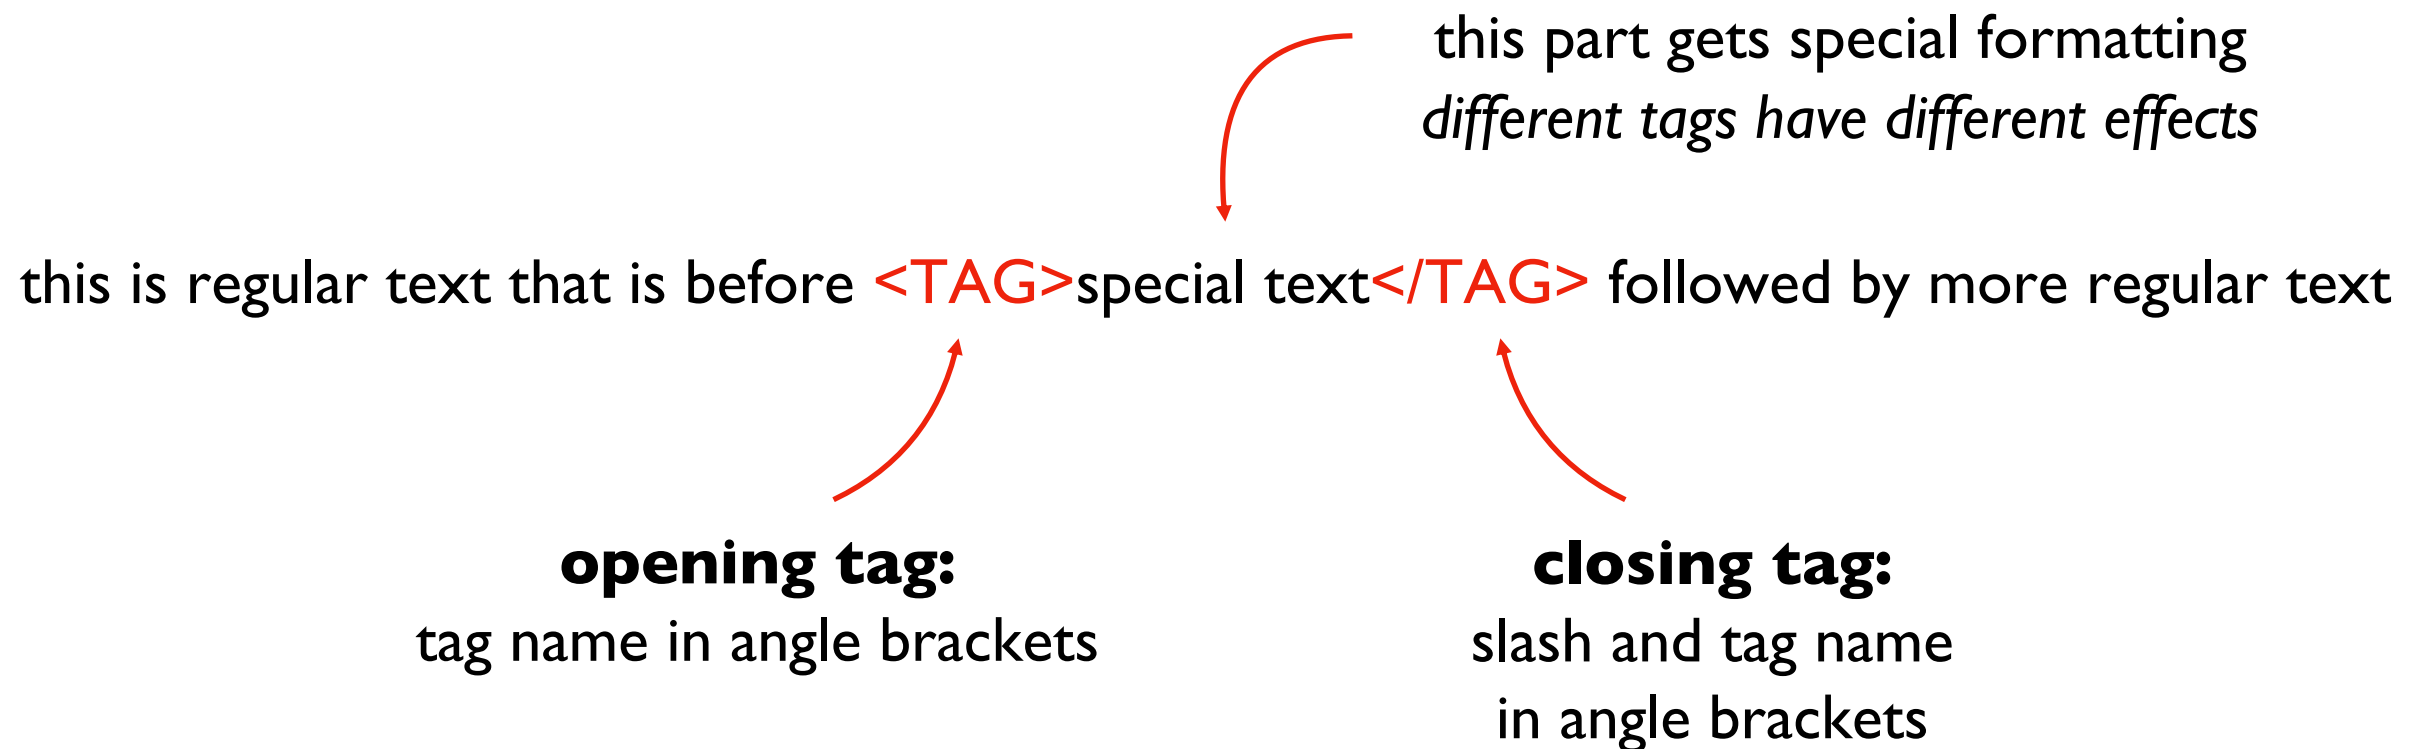 this part gets special formatting
different tags have different effects
this is regular text that is before <TAG>special text</TAG> followed by more regular text
opening tag:
tag name in angle brackets
closing tag:
slash and tag name
in angle brackets